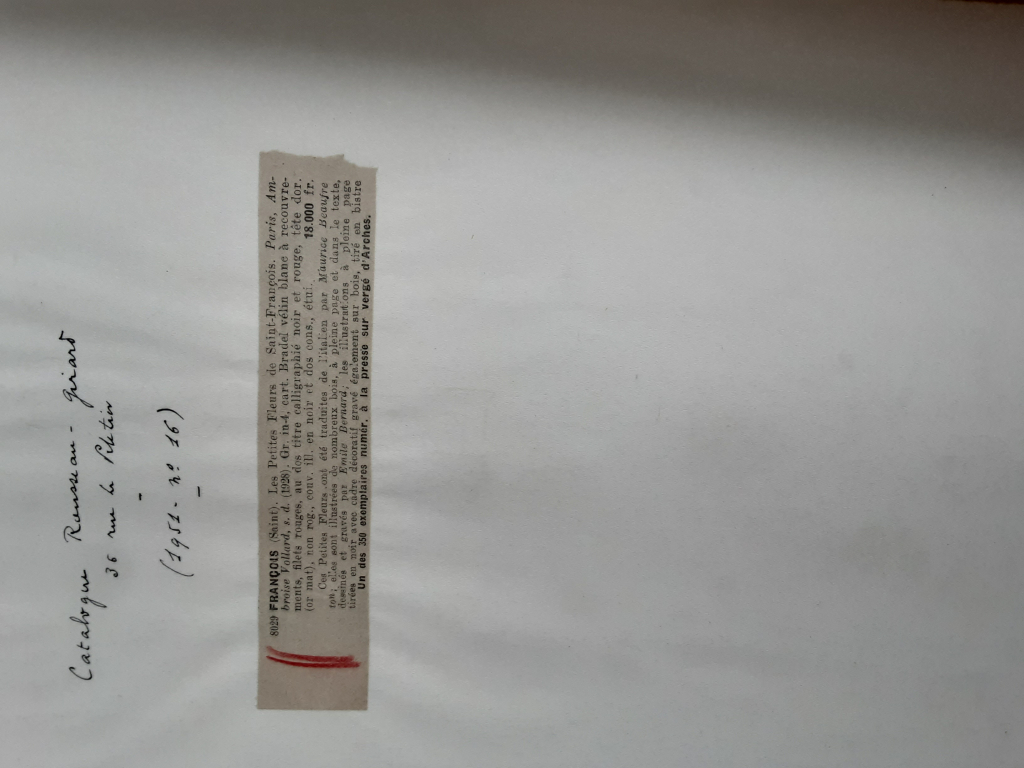 Catalogue Rousseau-Girard
36 rue le Peletier
(1951 - nº 16)
8029 FRANÇOIS (Saint). Les Petites Fleurs de Saint-François. Paris, Am-
broise Vollard, s. d. (1928). Gr. in-4, cart. Bradel vélin blanc à recouvre-
ments, filets rouges, au dos titre calligraphié noir et rouge, tête dor.
(or mat), non rog., couv. ill. en noir et dos cons., étui. 18.000 fr.
Ces Petites Fleurs ont été traduites de l'italien par Maurice Beaufre
ton; elles sont illustrées de nombreux bois, à pleine page et dans le texte,
dessinés et gravés par Emile Bernard; les illustrations à pleine page
tirées en noir avec cadre décoratif gravé également sur bois, tiré en bistre
Un des 350 exemplaires numér. à la presse sur vergé d'Arches.